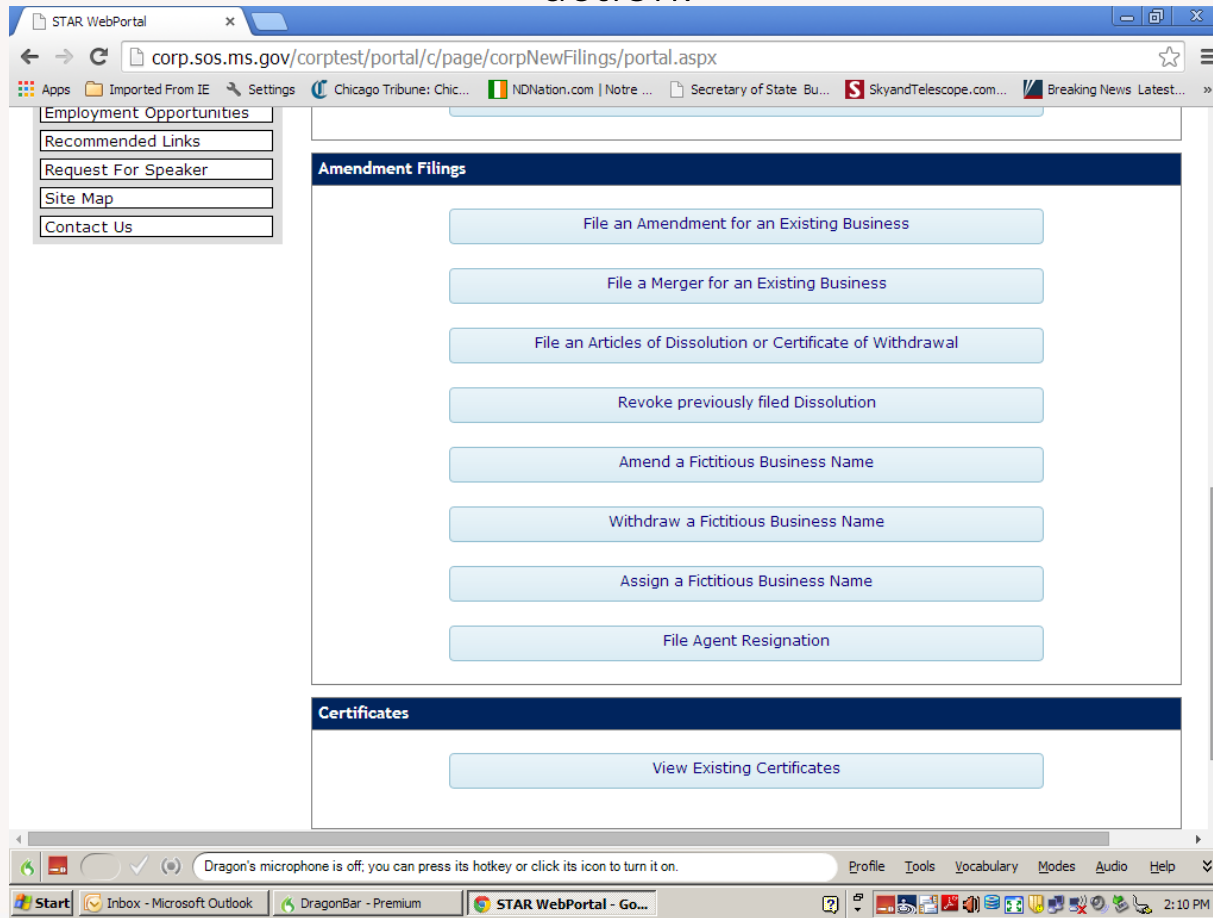 STAR WebPortal
corp.sos.ms.gov/corptest/portal/c/page/corpNewFilings/portal.aspx
Apps Imported From IE Settings Chicago Tribune: Chic... NDNation.com | Notre ... Secretary of State Bu... SkyandTelescope.com... Breaking News Latest... »
Employment Opportunities
Recommended Links
Request For Speaker
Site Map
Contact Us
Amendment Filings
File an Amendment for an Existing Business
File a Merger for an Existing Business
File an Articles of Dissolution or Certificate of Withdrawal
Revoke previously filed Dissolution
Amend a Fictitious Business Name
Withdraw a Fictitious Business Name
Assign a Fictitious Business Name
File Agent Resignation
Certificates
View Existing Certificates
Dragon's microphone is off; you can press its hotkey or click its icon to turn it on. Profile Tools Vocabulary Modes Audio Help
Start Inbox - Microsoft Outlook DragonBar - Premium STAR WebPortal - Go... 2:10 PM